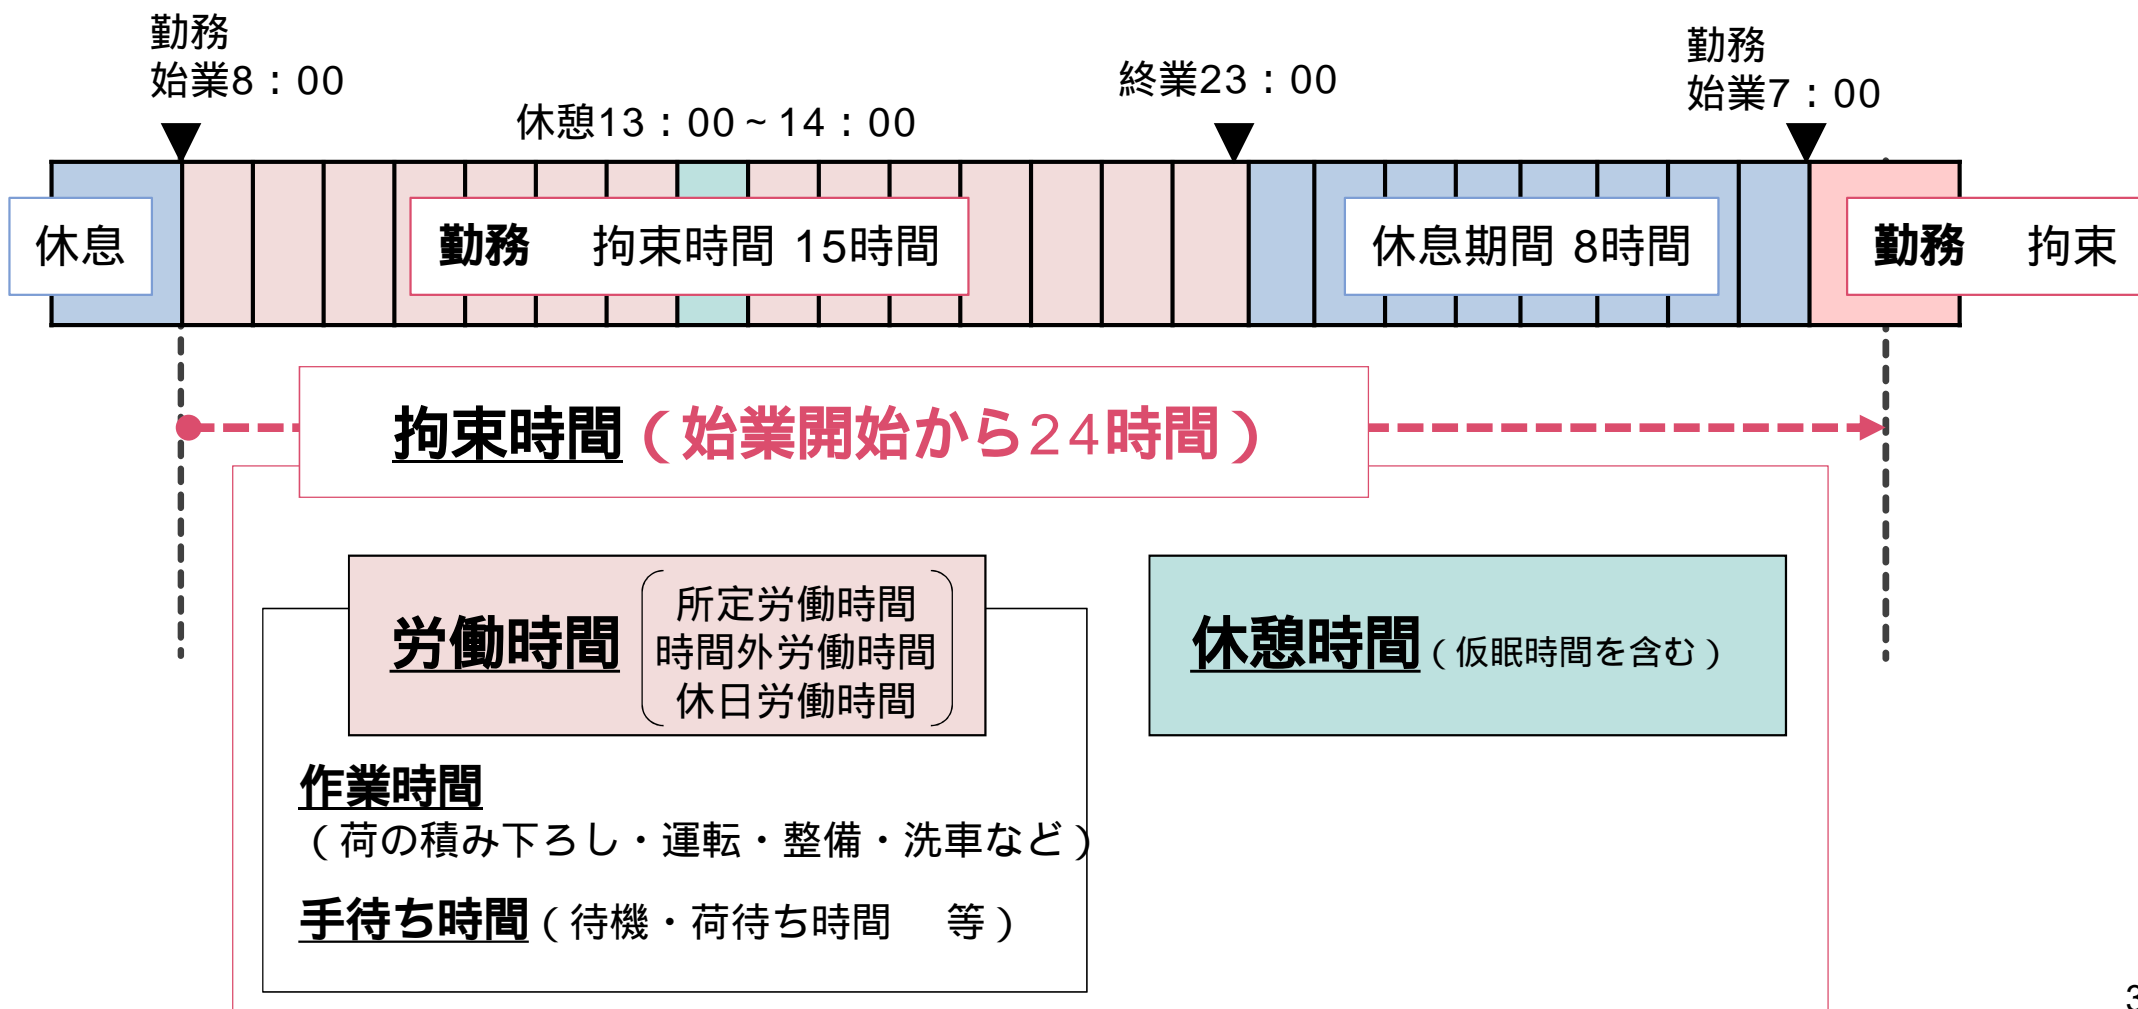 勤務
始業8：00
休憩13：00～14：00
終業23：00
勤務
始業7：00
休息
勤務　拘束時間 15時間
休息期間 8時間
勤務　拘束
拘束時間（始業開始から24時間）
労働時間
所定労働時間
時間外労働時間
休日労働時間
休憩時間（仮眠時間を含む）
作業時間
（荷の積み下ろし・運転・整備・洗車など）
手待ち時間（待機・荷待ち時間　等）
3